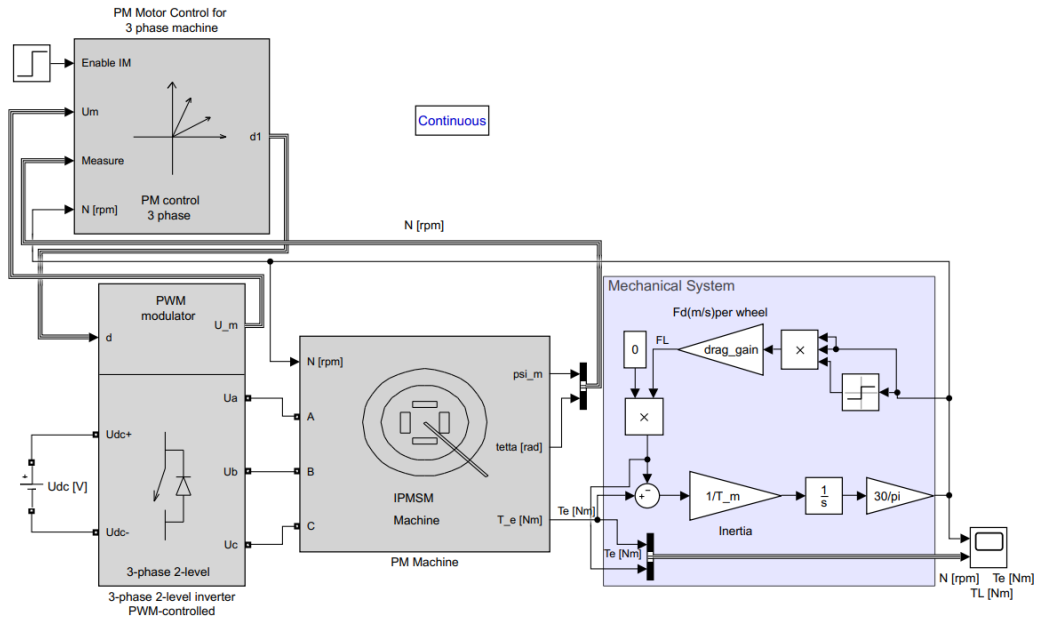 PM Motor Control for
3 phase machine
Enable IM
Um
Measure
N [rpm]
d1
PM control
3 phase
Continuous
N [rpm]
PWM
modulator
U_m
d
Ua
Udc+
Ub
Udc [V]
Udc-
Uc
3-phase 2-level
3-phase 2-level inverter
PWM-controlled
N [rpm]
psi_m
A
tetta [rad]
B
IPMSM
Machine
T_e [Nm]
C
PM Machine
Mechanical System
Fd(m/s)per wheel
0
FL
drag_gain
×
×
+
−
Te [Nm]
1/T_m
1
s
30/pi
Inertia
Te [Nm]
N [rpm]
Te [Nm]
TL [Nm]
+